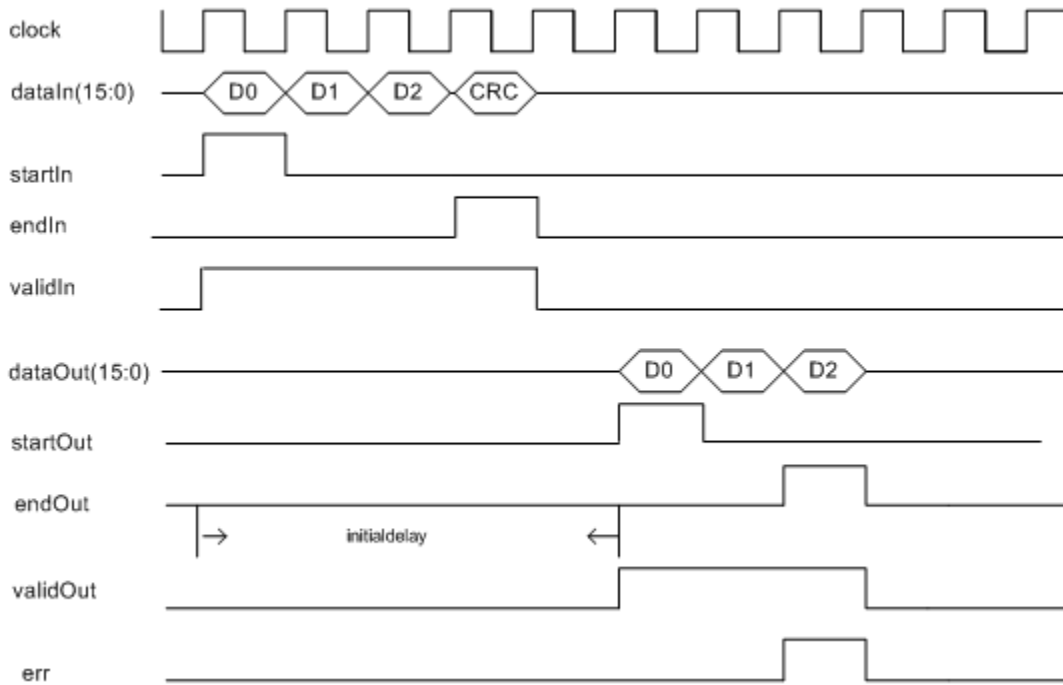 clock
dataIn(15:0) D0 D1 D2 CRC
startIn
endIn
validIn
dataOut(15:0) D0 D1 D2
startOut
endOut
initialdelay
validOut
err